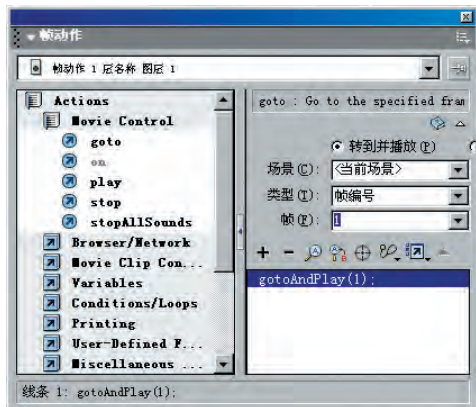 帧动作
帧动作 1 层名称 图层 1
Actions
Movie Control
goto
on
play
stop
stopAllSounds
Browser/Network
Movie Clip Con...
Variables
Conditions/Loops
Printing
User-Defined F...
Miscellaneous ...
goto : Go to the specified fram
转到并播放(P)
场景(C): <当前场景>
类型(T): 帧编号
帧(F): 1
gotoAndPlay(1);
线条 1: gotoAndPlay(1);